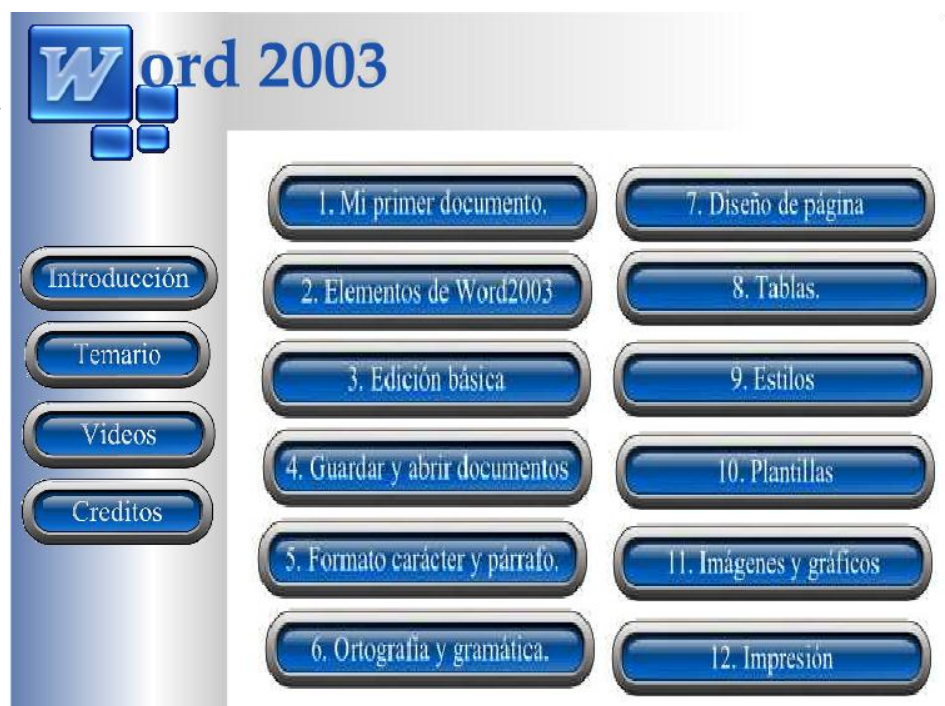 Word 2003
Introducción
Temario
Videos
Creditos
1. Mi primer documento.
2. Elementos de Word2003
3. Edición básica
4. Guardar y abrir documentos
5. Formato carácter y párrafo.
6. Ortografía y gramática.
7. Diseño de página
8. Tablas.
9. Estilos
10. Plantillas
11. Imágenes y gráficos
12. Impresión